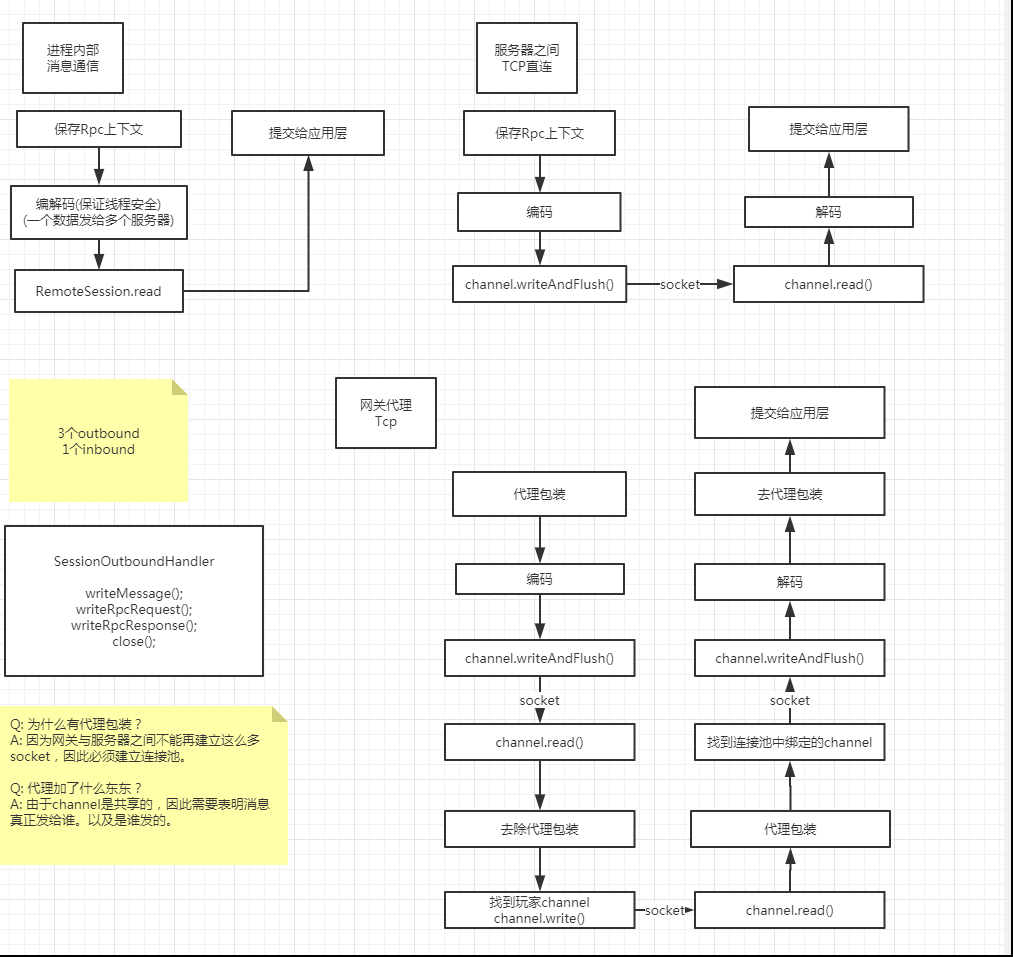 进程内部
消息通信
保存Rpc上下文
编解码(保证线程安全)
(一个数据发给多个服务器)
RemoteSession.read
提交给应用层
服务器之间
TCP直连
保存Rpc上下文
编码
channel.writeAndFlush()
socket
channel.read()
解码
提交给应用层
3个outbound
1个inbound
SessionOutboundHandler
writeMessage();
writeRpcRequest();
writeRpcResponse();
close();
Q: 为什么有代理包装？
A: 因为网关与服务器之间不能再建立这么多
socket，因此必须建立连接池。
Q: 代理加了什么东东？
A: 由于channel是共享的，因此需要表明消息
真正发给谁。以及是谁发的。
网关代理
Tcp
代理包装
编码
channel.writeAndFlush()
socket
channel.read()
去除代理包装
找到玩家channel
channel.write()
socket
channel.read()
代理包装
找到连接池中绑定的channel
socket
channel.writeAndFlush()
解码
去代理包装
提交给应用层